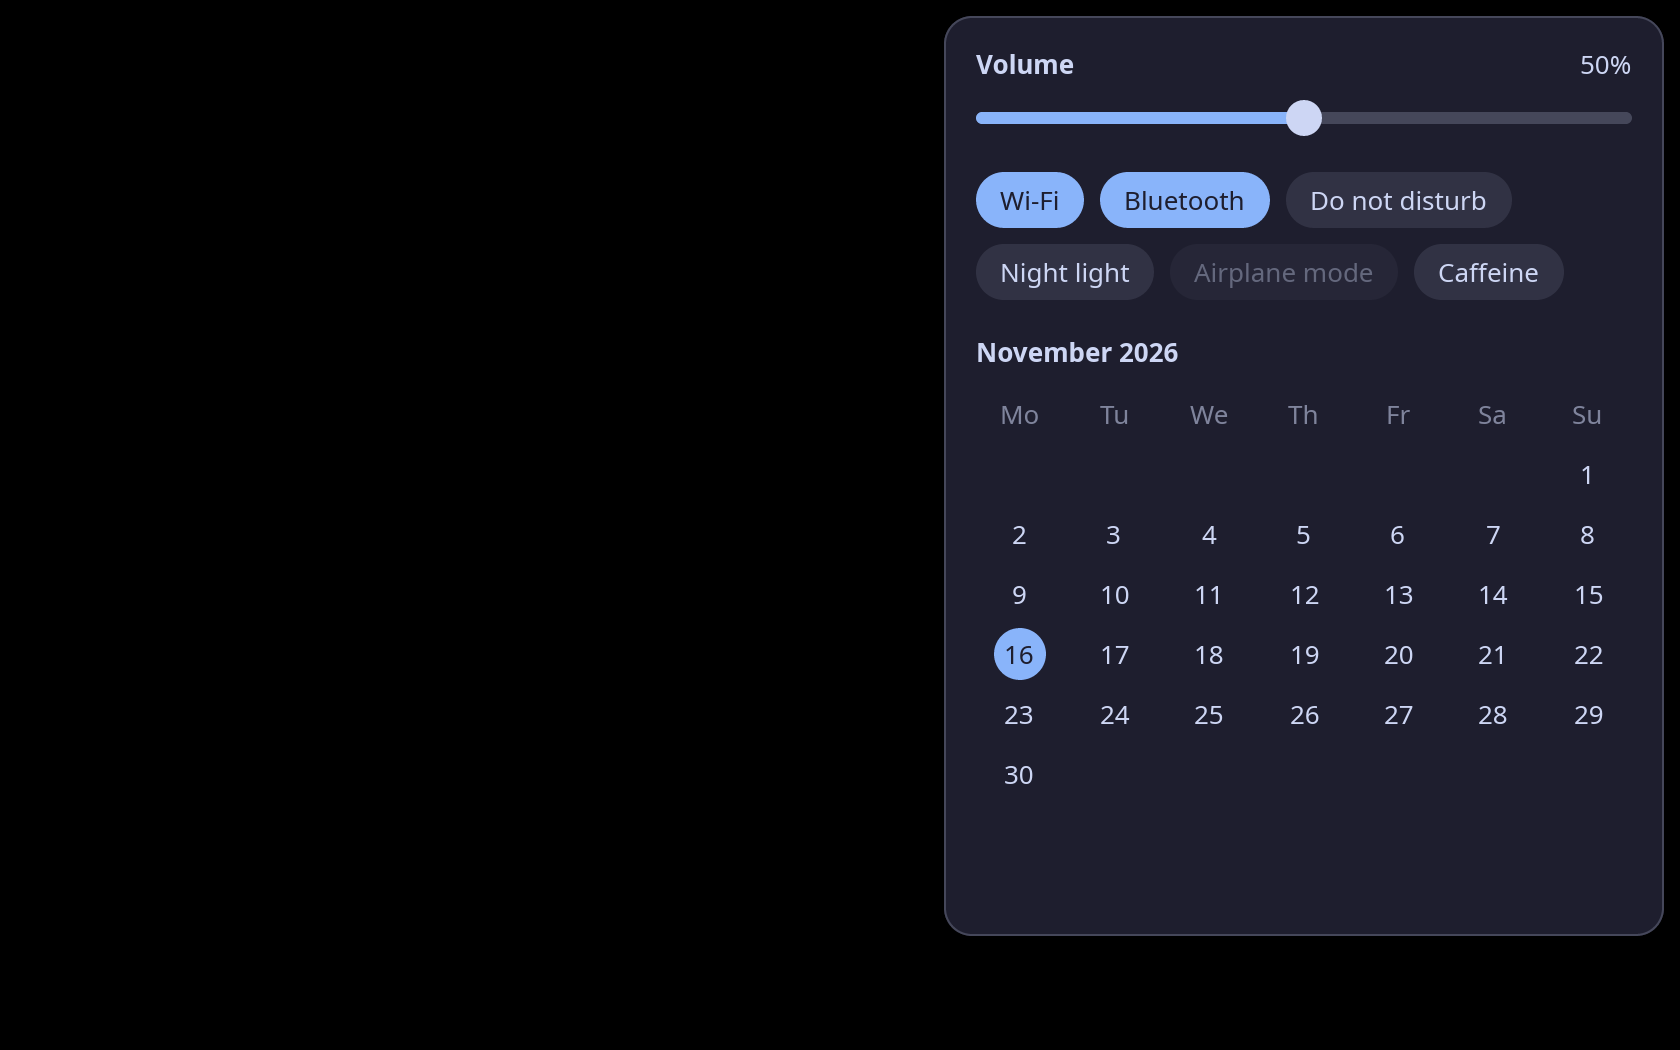 Volume 50%
Wi-Fi Bluetooth Do not disturb
Night light Airplane mode Caffeine
November 2026
Mo Tu We Th Fr Sa Su
1
2 3 4 5 6 7 8
9 10 11 12 13 14 15
16 17 18 19 20 21 22
23 24 25 26 27 28 29
30